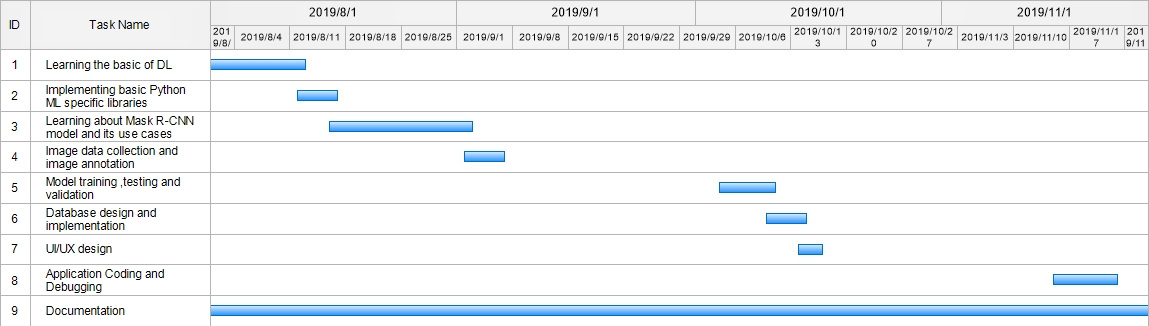 ID
Task Name
2019/8/1
2019/9/1
2019/10/1
2019/11/1
2019/8/
2019/8/4
2019/8/11
2019/8/18
2019/8/25
2019/9/1
2019/9/8
2019/9/15
2019/9/22
2019/9/29
2019/10/6
2019/10/1
3
2019/10/2
0
2019/10/2
7
2019/11/3
2019/11/10
2019/11/1
7
2019/11
1
Learning the basic of DL
2
Implementing basic Python
ML specific libraries
3
Learning about Mask R-CNN
model and its use cases
4
Image data collection and
image annotation
5
Model training ,testing and
validation
6
Database design and
implementation
7
UI/UX design
8
Application Coding and
Debugging
9
Documentation